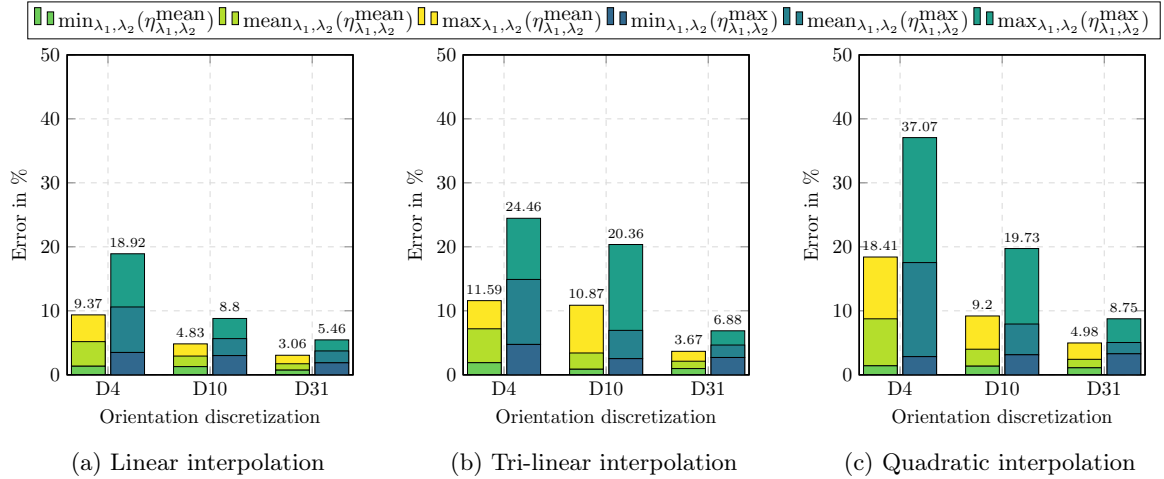 min_{λ1,λ2}(η^{mean}_{λ1,λ2}) mean_{λ1,λ2}(η^{mean}_{λ1,λ2}) max_{λ1,λ2}(η^{mean}_{λ1,λ2}) min_{λ1,λ2}(η^{max}_{λ1,λ2}) mean_{λ1,λ2}(η^{max}_{λ1,λ2}) max_{λ1,λ2}(η^{max}_{λ1,λ2})
Error in %
50
40
30
20
10
0
9.37
18.92
4.83
8.8
3.06
5.46
D4 D10 D31
Orientation discretization
(a) Linear interpolation
Error in %
50
40
30
20
10
0
11.59
24.46
10.87
20.36
3.67
6.88
D4 D10 D31
Orientation discretization
(b) Tri-linear interpolation
Error in %
50
40
30
20
10
0
18.41
37.07
9.2
19.73
4.98
8.75
D4 D10 D31
Orientation discretization
(c) Quadratic interpolation